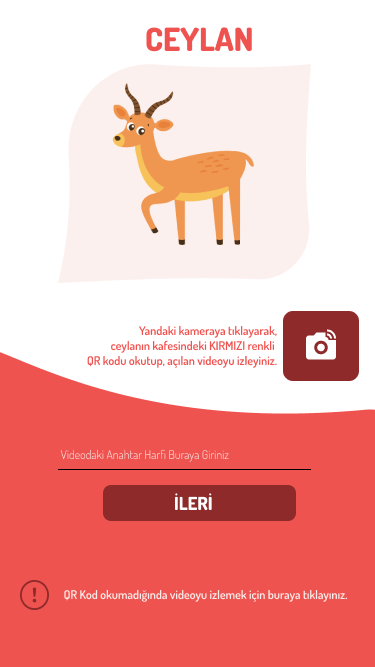 CEYLAN
Yandaki kameraya tıklayarak,
ceylanın kafesindeki KIRMIZI renkli
QR kodu okutup, açılan videoyu izleyiniz.
Videodaki Anahtar Harfi Buraya Giriniz
İLERİ
QR Kod okumadığında videoyu izlemek için buraya tıklayınız.